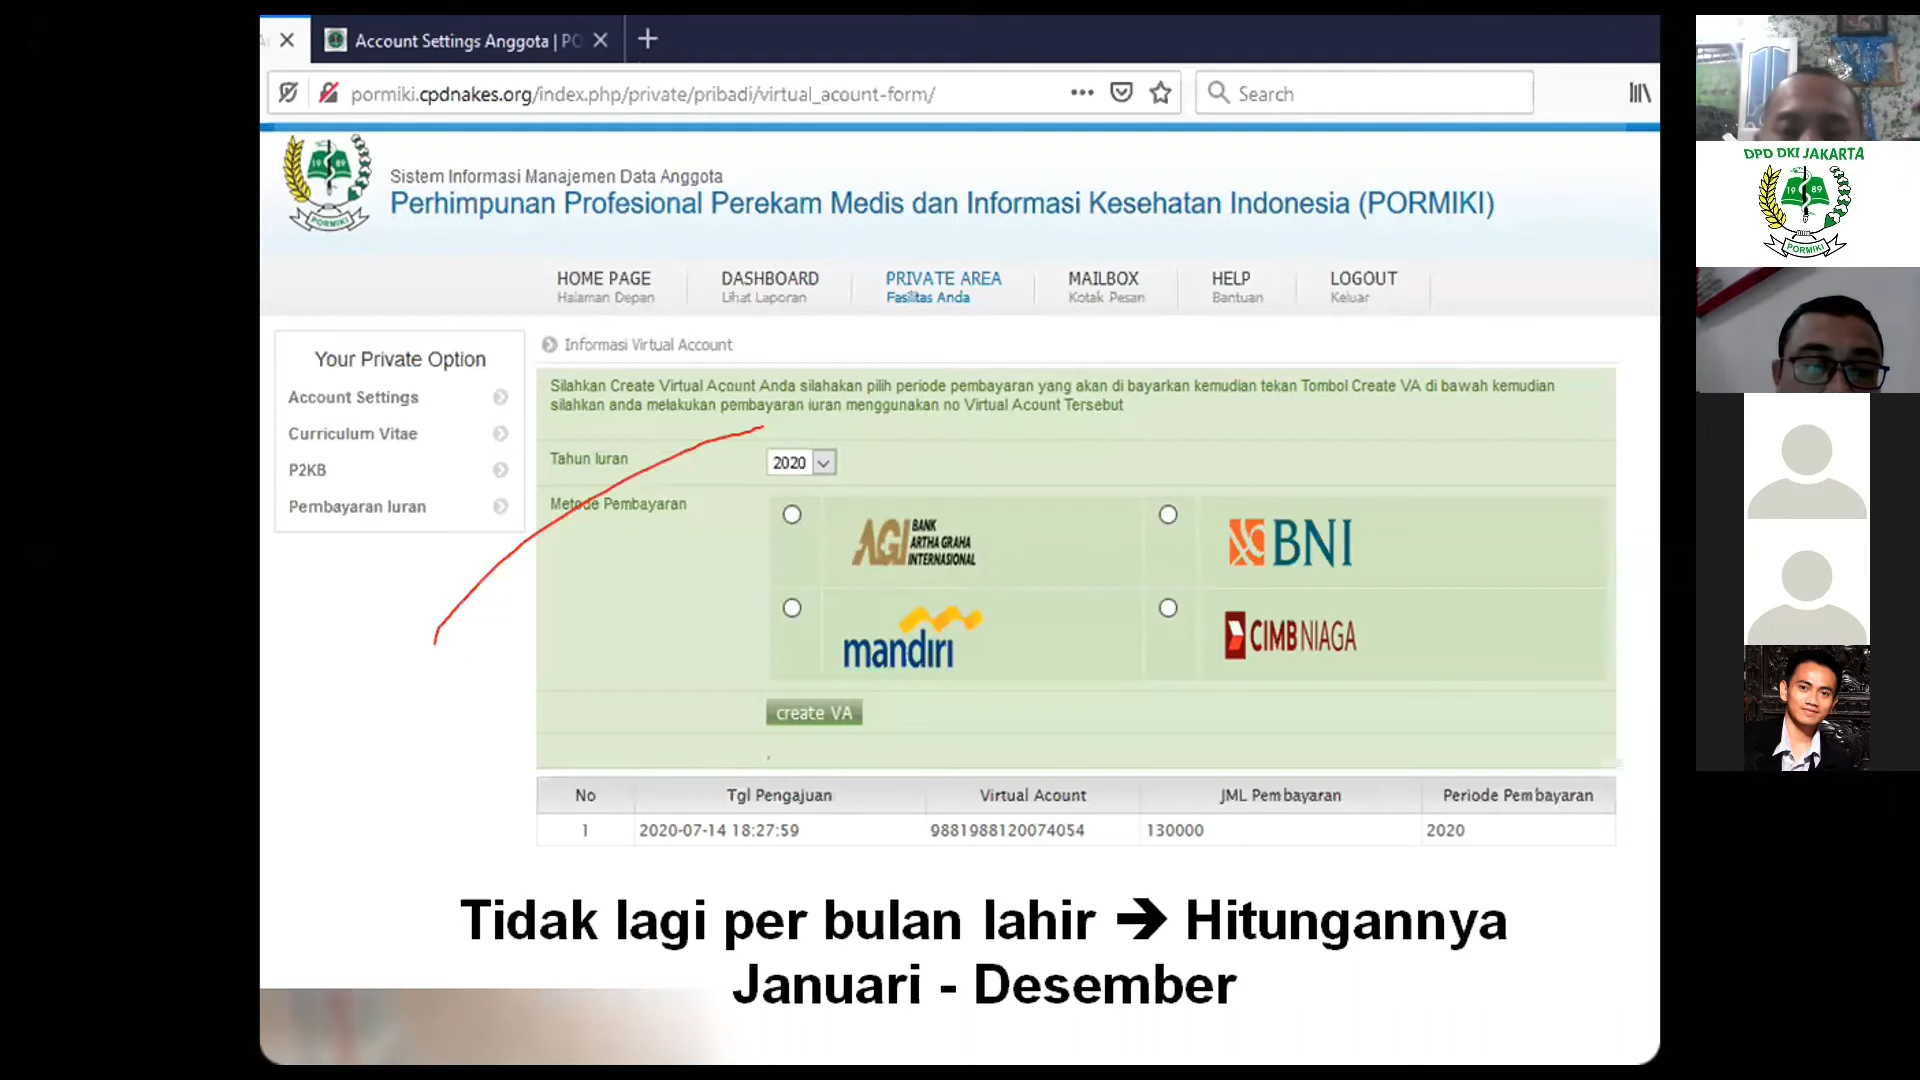 Account Settings Anggota | PO
pormiki.cpdnakes.org/index.php/private/pribadi/virtual_acount-form/
Search
1989
PORMIKI
Sistem Informasi Manajemen Data Anggota
Perhimpunan Profesional Perekam Medis dan Informasi Kesehatan Indonesia (PORMIKI)
HOME PAGE DASHBOARD PRIVATE AREA MAILBOX HELP LOGOUT
Halaman Depan Lihat Laporan Fasilitas Anda Kotak Pesan Bantuan Keluar
Your Private Option
Account Settings
Curriculum Vitae
P2KB
Pembayaran Iuran
Informasi Virtual Account
Silahkan Create Virtual Acount Anda silahakan pilih periode pembayaran yang akan di bayarkan kemudian tekan Tombol Create VA di bawah kemudian
silahkan anda melakukan pembayaran iuran menggunakan no Virtual Acount Tersebut
Tahun Iuran 2020
Metode Pembayaran
AGI BANK
ARTHA GRAHA
INTERNASIONAL
BNI
mandiri
CIMB NIAGA
create VA
No Tgl Pengajuan Virtual Acount JML Pembayaran Periode Pembayaran
1 2020-07-14 18:27:59 9881988120074054 130000 2020
Tidak lagi per bulan lahir ➔ Hitungannya
Januari - Desember
DPD DKI JAKARTA
1989
PORMIKI